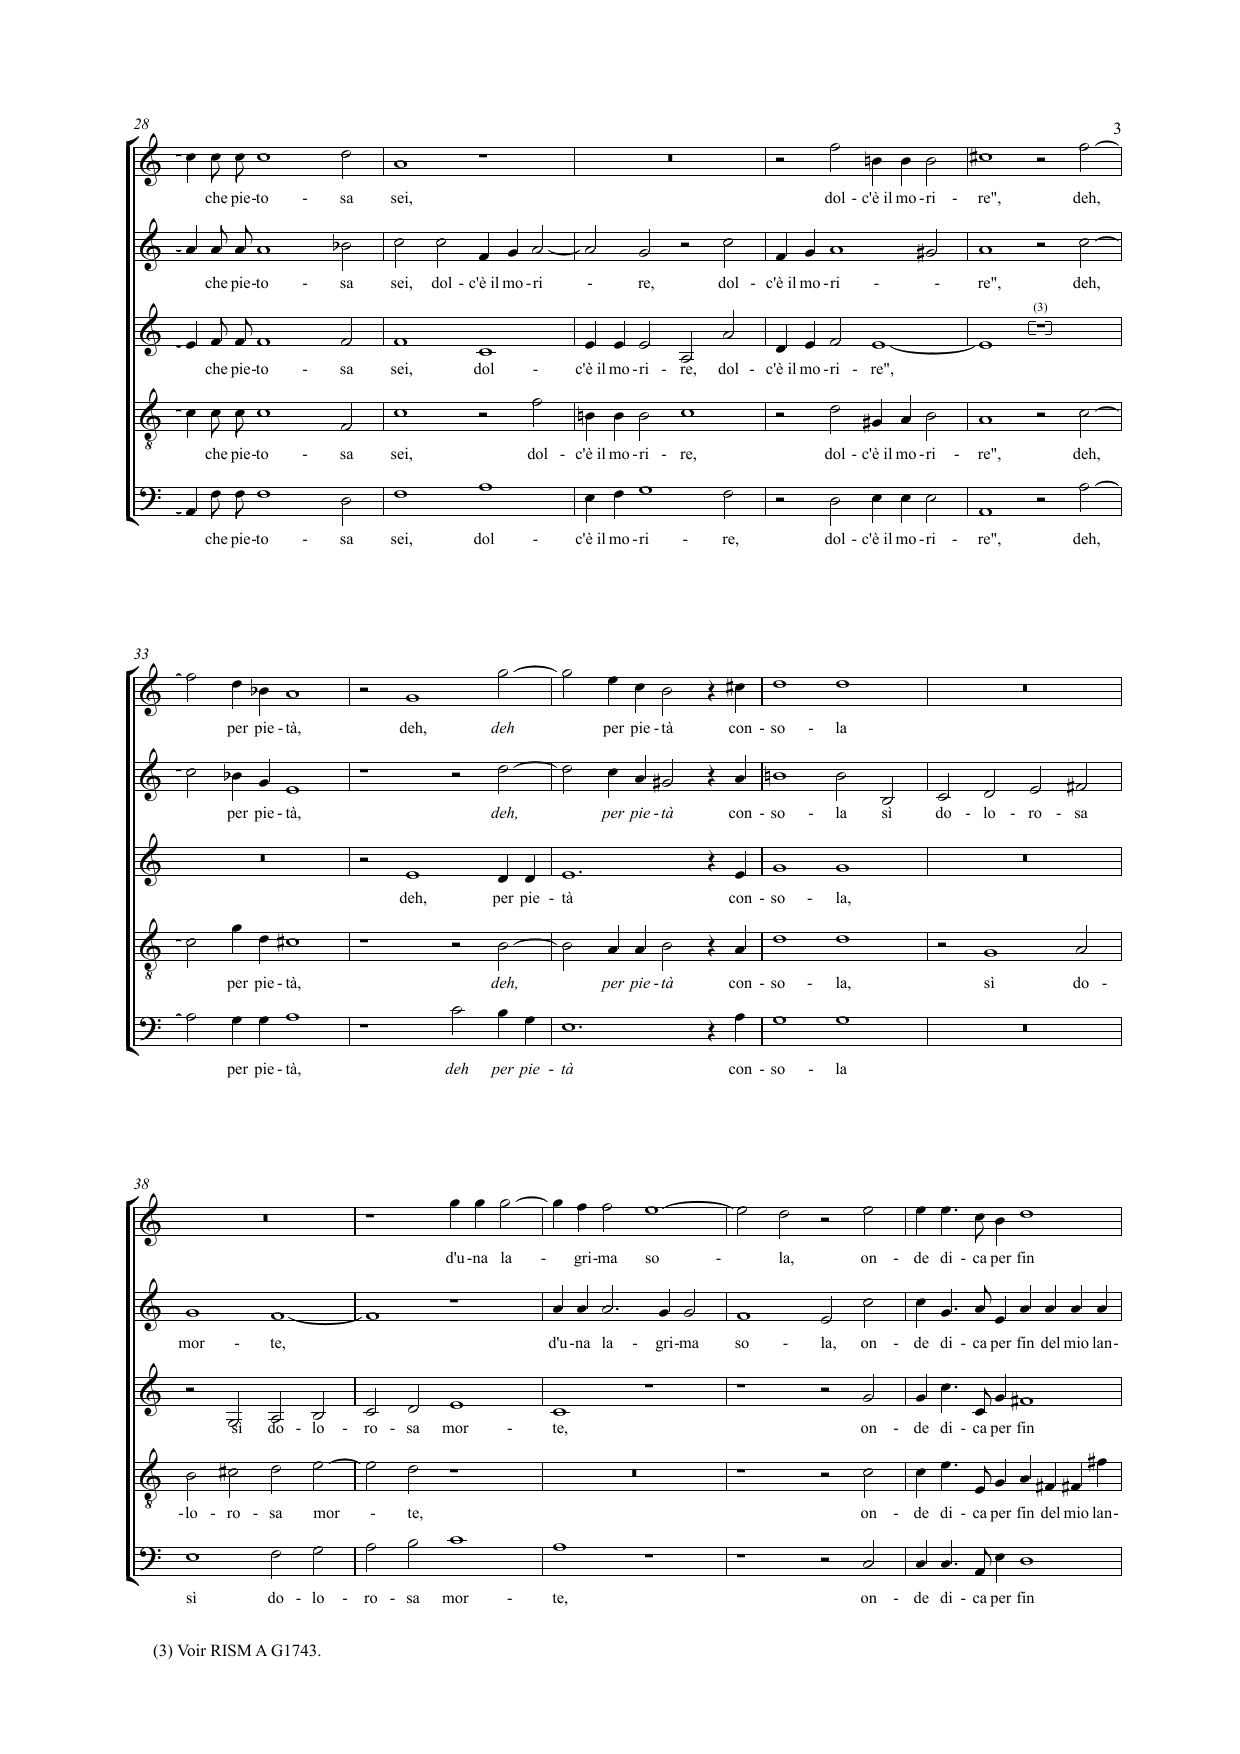 28
3
che pie-to - sa sei, dol - c'è il mo - ri - re", deh,
che pie-to - sa sei, dol - c'è il mo - ri - re, dol - c'è il mo - ri - - re", deh,
(3)
che pie-to - sa sei, dol - c'è il mo - ri - re, dol - c'è il mo - ri - re",
che pie-to - sa sei, dol - c'è il mo - ri - re, dol - c'è il mo - ri - re", deh,
8
che pie-to - sa sei, dol - c'è il mo - ri - re, dol - c'è il mo - ri - re", deh,
33
per pie - tà, deh, deh per pie - tà con - so - la
per pie - tà, deh, per pie - tà con - so - la sì do - lo - ro - sa
deh, per pie - tà con - so - la,
8
per pie - tà, deh, per pie - tà con - so - la, sì do -
per pie - tà, deh per pie - tà con - so - la
38
d'u - na la - gri - ma so - la, on - de di - ca per fin
mor - te, d'u - na la - gri - ma so - la, on - de di - ca per fin del mio lan-
sì do - lo - ro - sa mor - te, on - de di - ca per fin
8
-lo - ro - sa mor - te, on - de di - ca per fin del mio lan-
sì do - lo - ro - sa mor - te, on - de di - ca per fin
(3) Voir RISM A G1743.